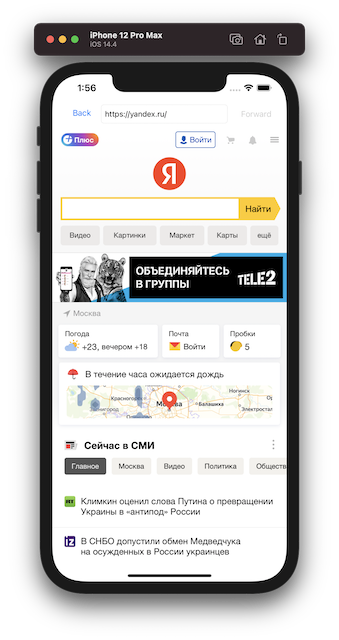 iPhone 12 Pro Max
iOS 14.4
1:56
Back
https://yandex.ru/
Forward
Плюс
Войти
Я
Найти
Видео
Картинки
Маркет
Карты
ещё
ОБЪЕДИНЯЙТЕСЬ
В ГРУППЫ
TELE2
Москва
Погода
+23, вечером +18
Почта
Войти
Пробки
5
В течение часа ожидается дождь
Красногорск
Москва
Балашиха
Ногинск
Электросталь
Сейчас в СМИ
Главное
Москва
Видео
Политика
Обществ
Климкин оценил слова Путина о превращении
Украины в «антипод» России
В СНБО допустили обмен Медведчука
на осужденных в России украинцев